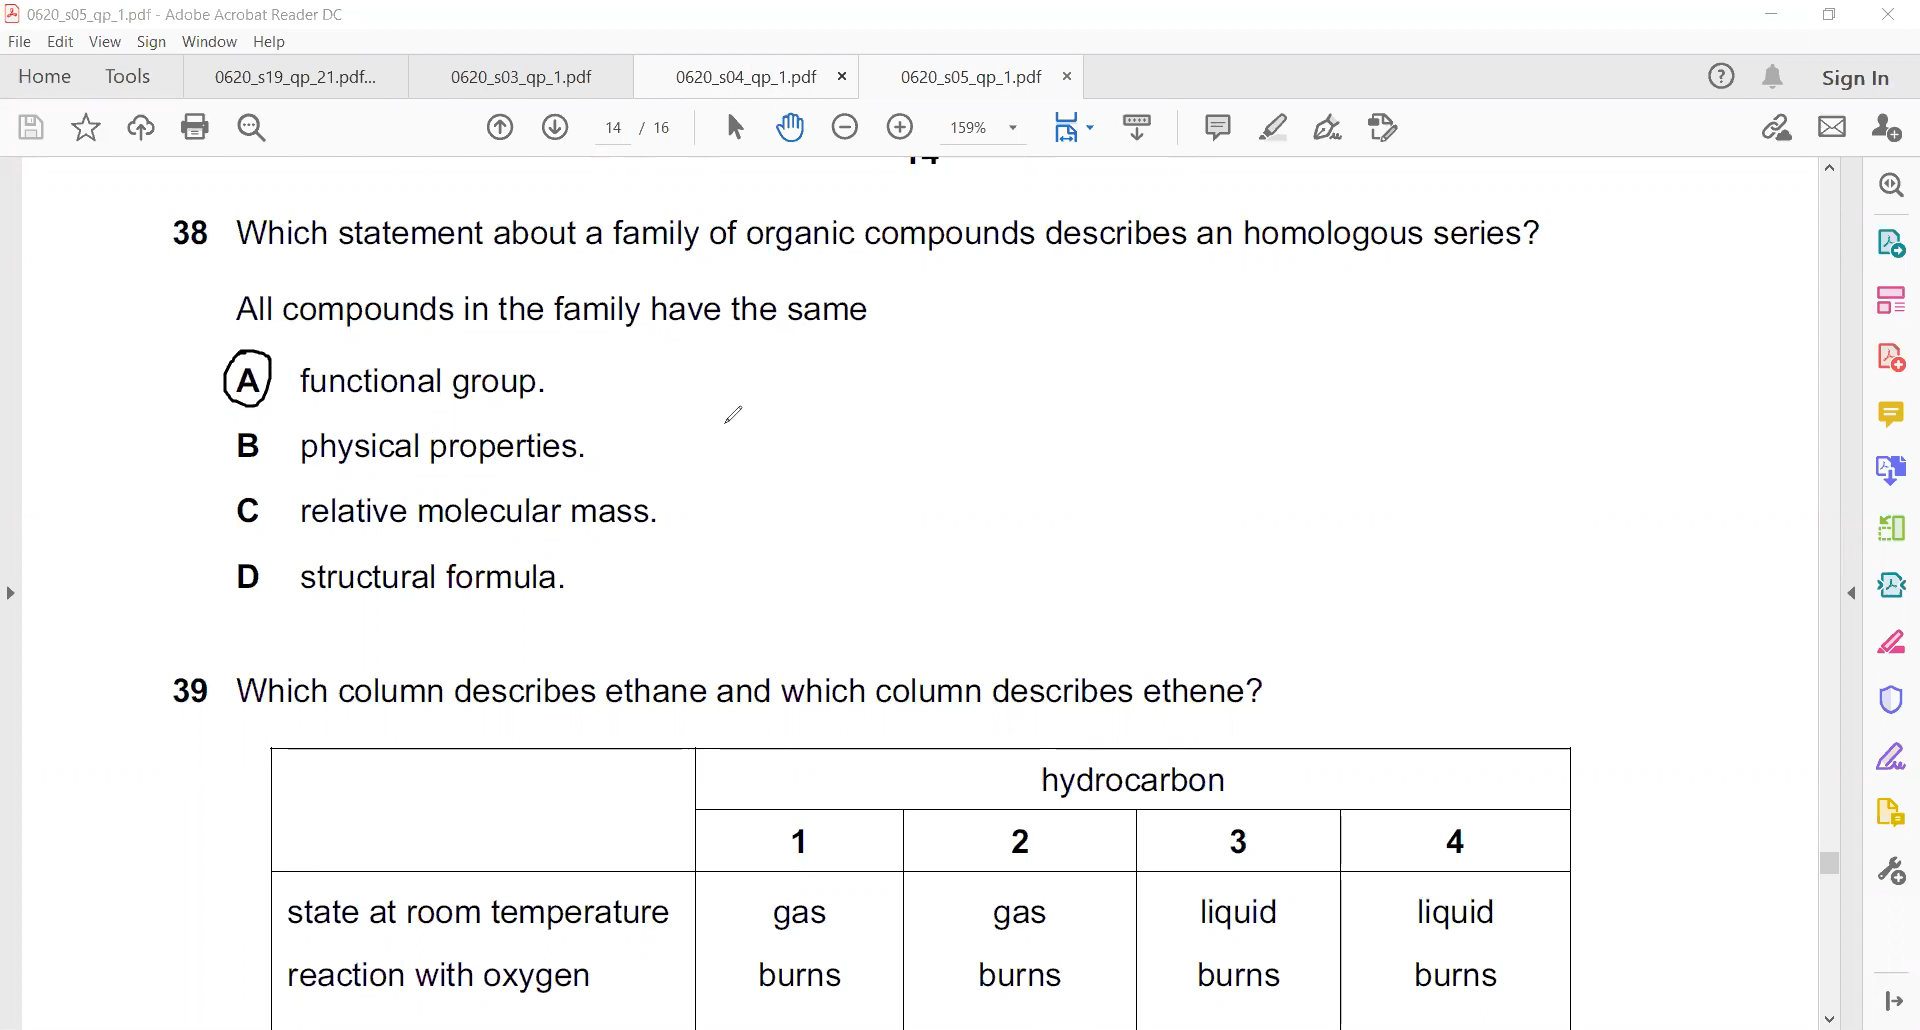 0620_s05_qp_1.pdf - Adobe Acrobat Reader DC
File Edit View Sign Window Help
Home Tools 0620_s19_qp_21.pdf... 0620_s03_qp_1.pdf 0620_s04_qp_1.pdf × 0620_s05_qp_1.pdf × Sign In
14 / 16 159%
14
38 Which statement about a family of organic compounds describes an homologous series?
All compounds in the family have the same
A functional group.
B physical properties.
C relative molecular mass.
D structural formula.
39 Which column describes ethane and which column describes ethene?
hydrocarbon
1 2 3 4
state at room temperature gas gas liquid liquid
reaction with oxygen burns burns burns burns